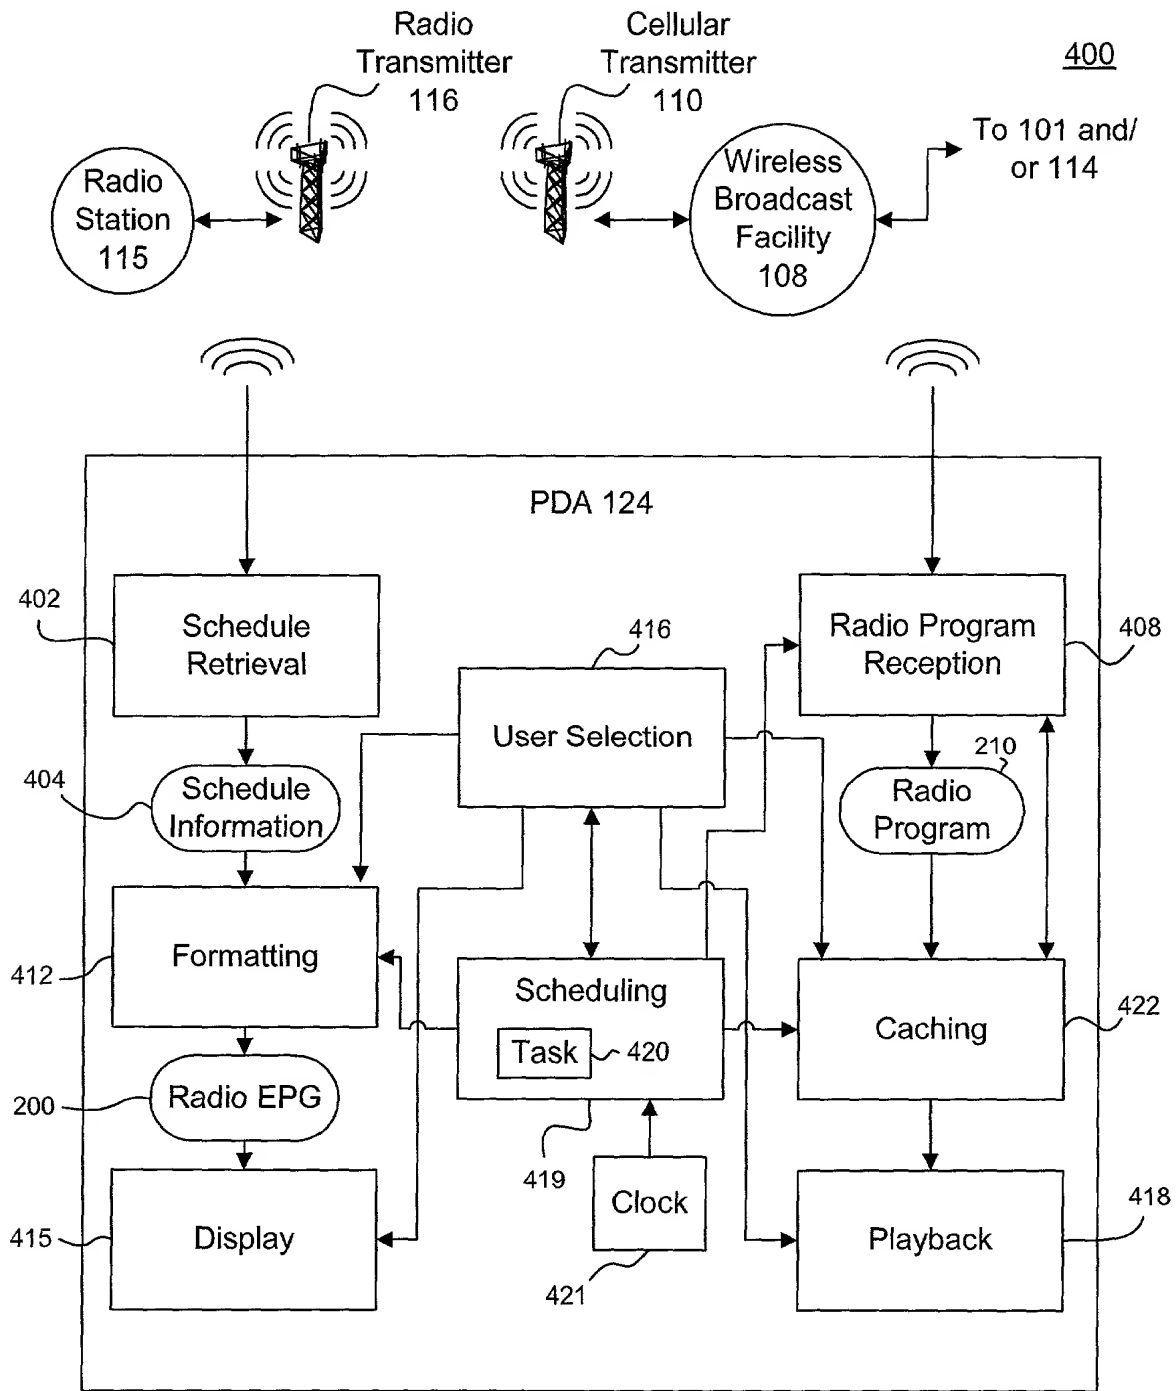 Radio
Transmitter
116
Cellular
Transmitter
110
400
To 101 and/
or 114
Radio
Station
115
Wireless
Broadcast
Facility
108
PDA 124
402
Schedule
Retrieval
416
User Selection
Radio Program
Reception
408
404
Schedule
Information
210
Radio
Program
412
Formatting
Scheduling
Task
420
Caching
422
200
Radio EPG
419
Clock
421
415
Display
Playback
418